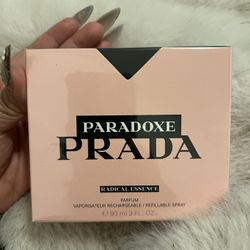 PARADOXE
PRADA
RADICAL ESSENCE
PARFUM
VAPORISATEUR RECHARGEABLE / REFILLABLE SPRAY
℮ 90 ml 3 FL. OZ.